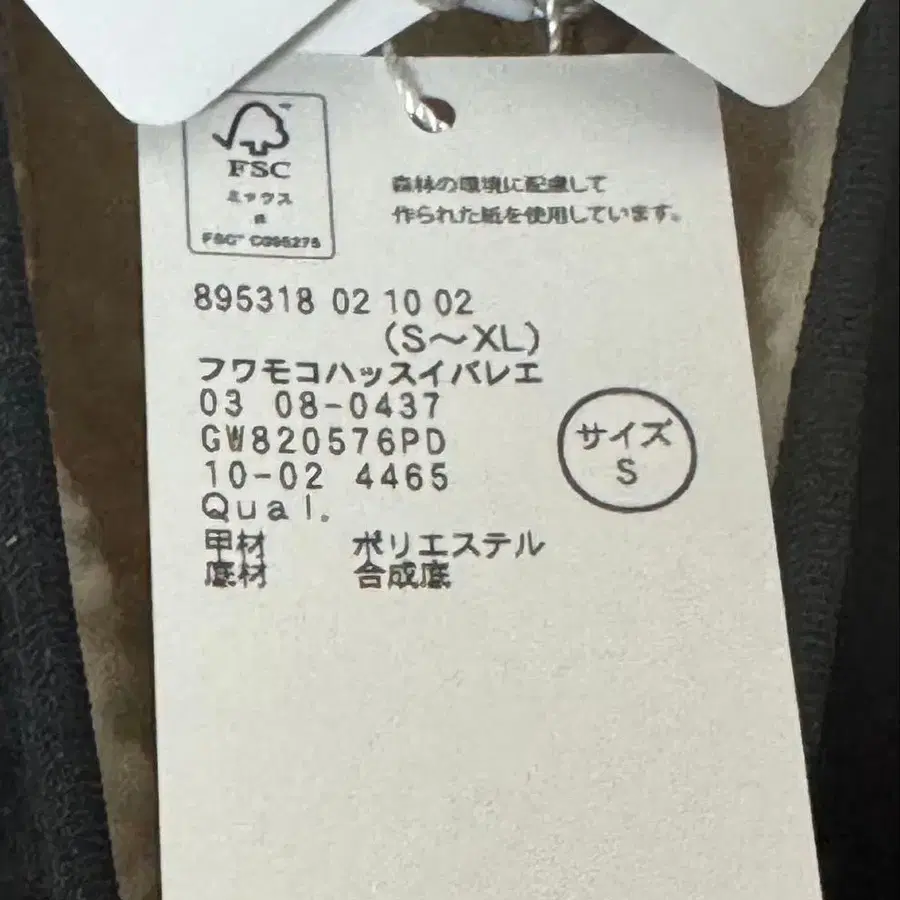 FSC
ミックス
紙
FSC™ C095275
森林の環境に配慮して
作られた紙を使用しています。
895318 02 10 02
(S～XL)
フワモコハッスイバレエ
03 08-0437
GW820576PD
10-02 4465
Qual.
甲材 ポリエステル
底材 合成底
サイズ
S